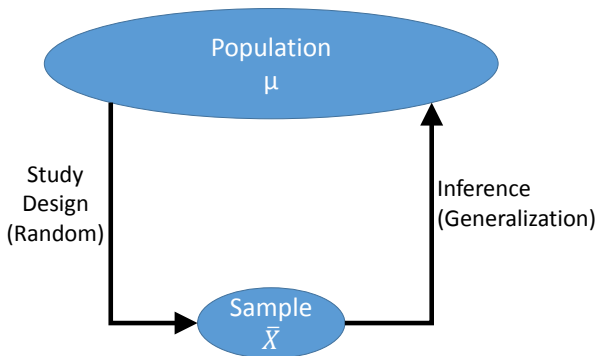 Population
μ
Study
Design
(Random)
Inference
(Generalization)
Sample
X̄